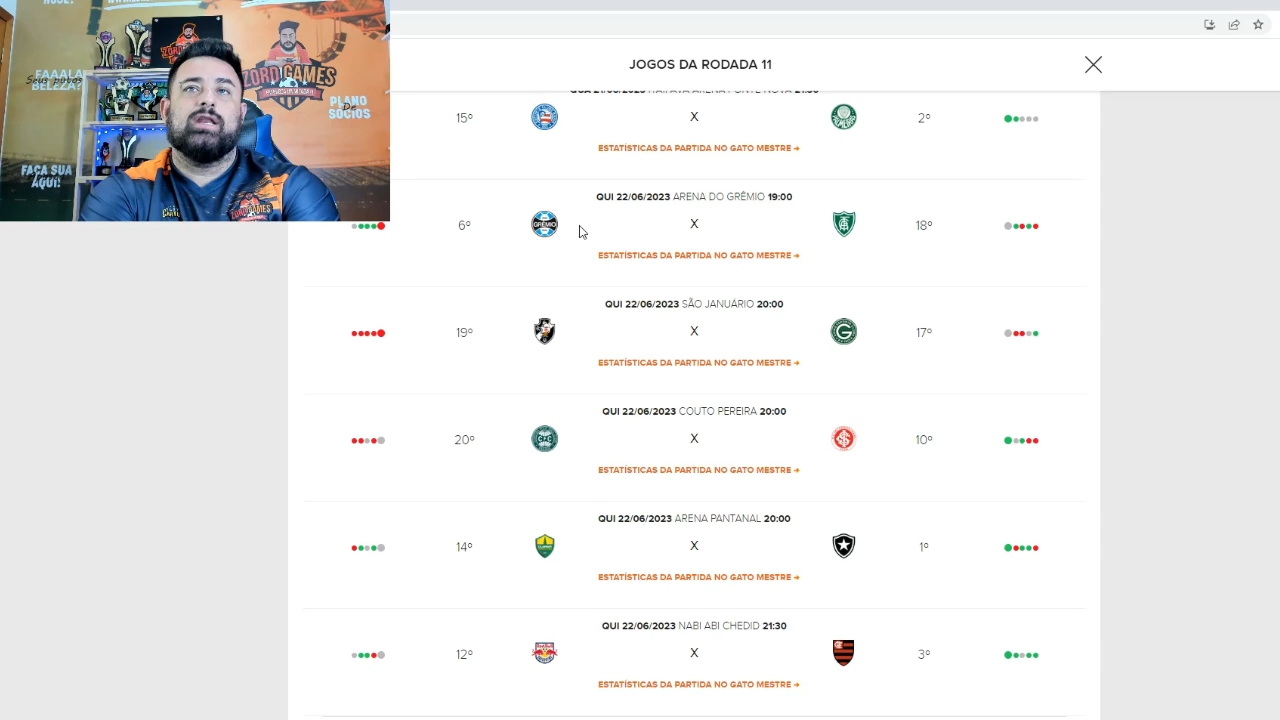 FAAALA
BELEZA?
FAÇA SUA
AQUI!
ZORD GAMES
PLANO
DE
SÓCIOS
JOGOS DA RODADA 11
15º X 2º
ESTATÍSTICAS DA PARTIDA NO GATO MESTRE
QUI 22/06/2023 ARENA DO GRÊMIO 19:00
6º GRÊMIO X 18º
ESTATÍSTICAS DA PARTIDA NO GATO MESTRE
QUI 22/06/2023 SÃO JANUÁRIO 20:00
19º X 17º
ESTATÍSTICAS DA PARTIDA NO GATO MESTRE
QUI 22/06/2023 COUTO PEREIRA 20:00
20º X 10º
ESTATÍSTICAS DA PARTIDA NO GATO MESTRE
QUI 22/06/2023 ARENA PANTANAL 20:00
14º X 1º
ESTATÍSTICAS DA PARTIDA NO GATO MESTRE
QUI 22/06/2023 NABI ABI CHEDID 21:30
12º X 3º
ESTATÍSTICAS DA PARTIDA NO GATO MESTRE